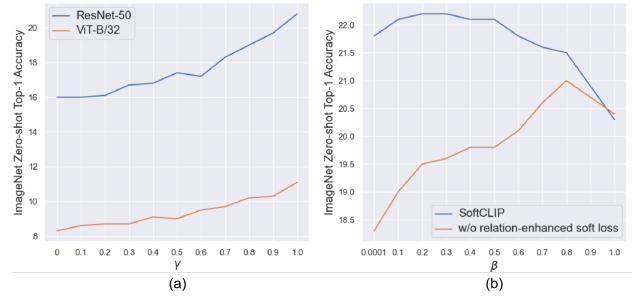 ResNet-50
ViT-B/32
ImageNet Zero-shot Top-1 Accuracy
20
18
16
14
12
10
8
0 0.1 0.2 0.3 0.4 0.5 0.6 0.7 0.8 0.9 1.0
γ
(a)
ImageNet Zero-shot Top-1 Accuracy
22.0
21.5
21.0
20.5
20.0
19.5
19.0
18.5
SoftCLIP
w/o relation-enhanced soft loss
0.0001 0.1 0.2 0.3 0.4 0.5 0.6 0.7 0.8 0.9 1.0
β
(b)